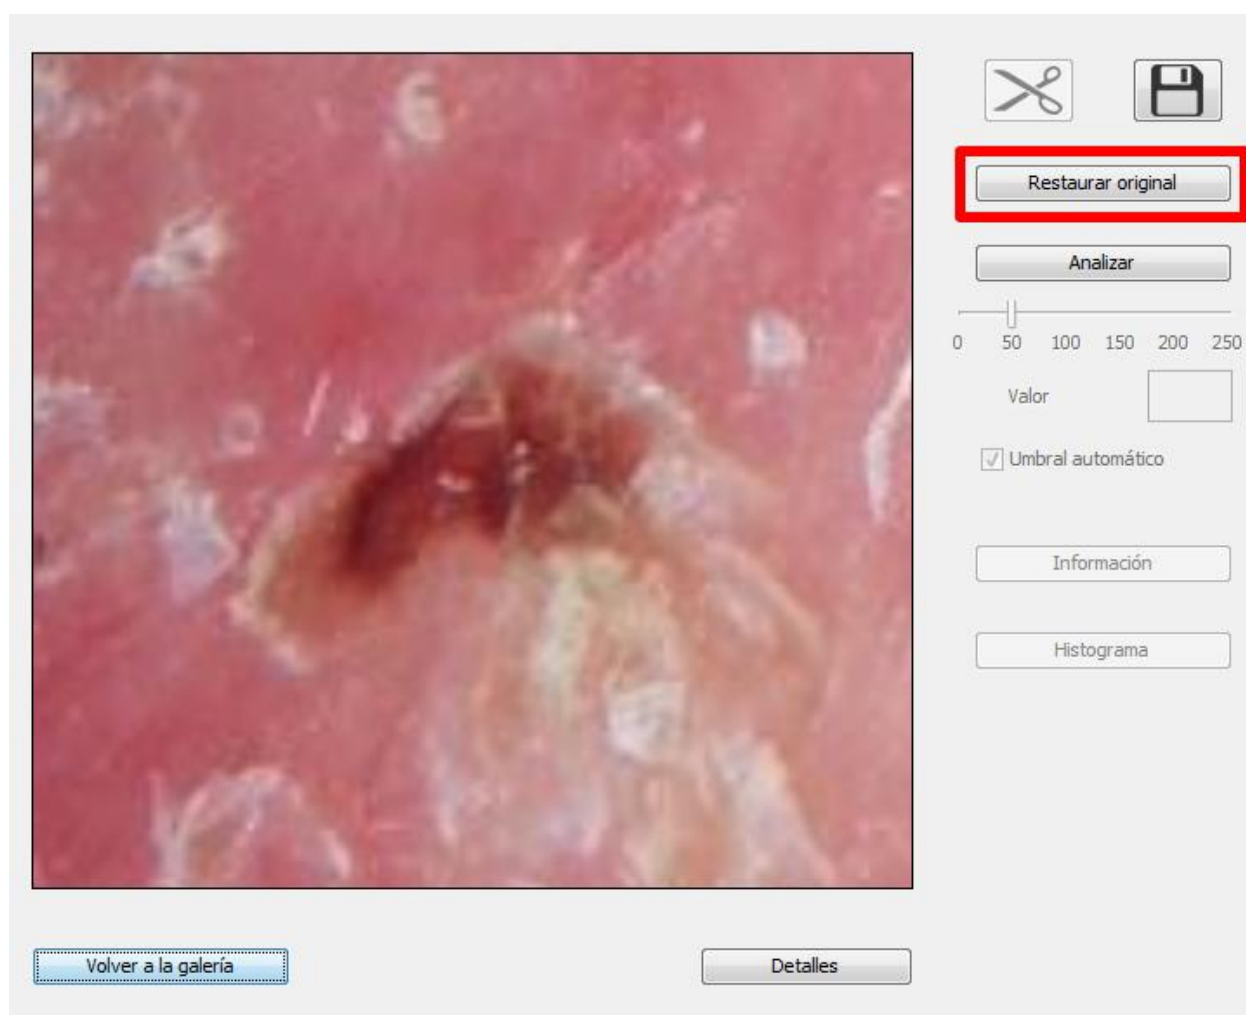 Restaurar original
Analizar
0 50 100 150 200 250
Valor
Umbral automático
Información
Histograma
Volver a la galería
Detalles